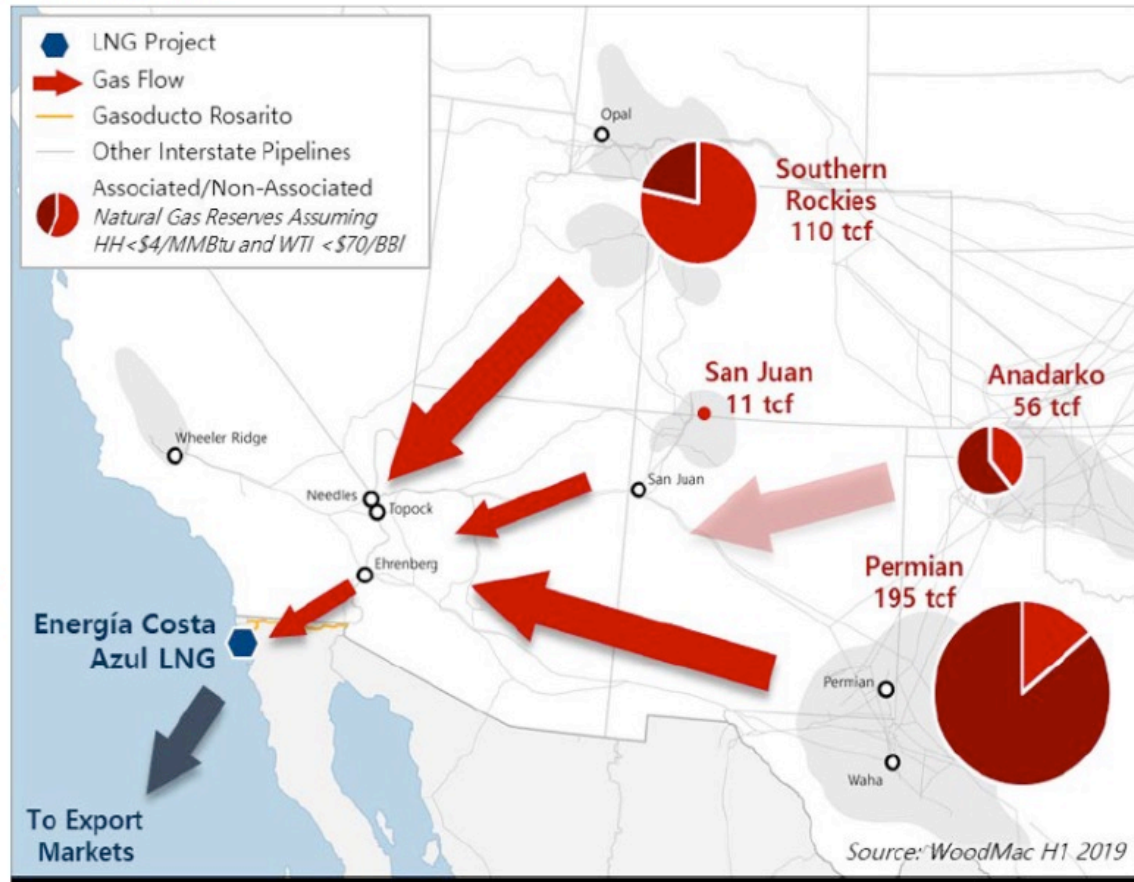 LNG Project
Gas Flow
Gasoducto Rosarito
Other Interstate Pipelines
Associated/Non-Associated
Natural Gas Reserves Assuming
HH<$4/MMBtu and WTI <$70/BBl
Opal
Southern
Rockies
110 tcf
San Juan
11 tcf
Anadarko
56 tcf
Wheeler Ridge
Needles
Topock
San Juan
Ehrenberg
Permian
195 tcf
Energía Costa
Azul LNG
Permian
Waha
To Export
Markets
Source: WoodMac H1 2019